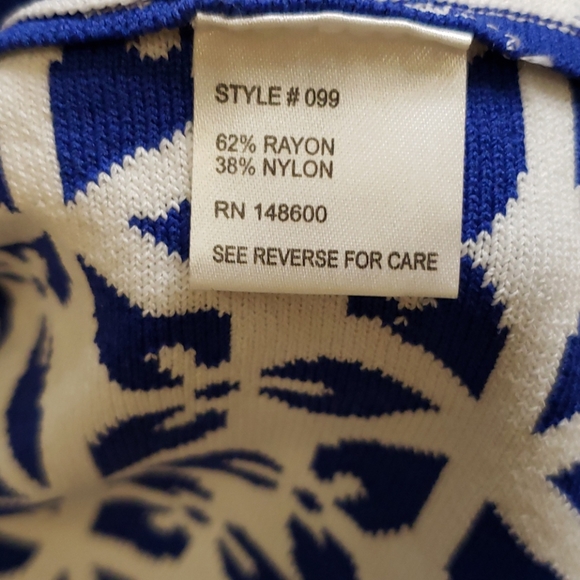 STYLE # 099
62% RAYON
38% NYLON
RN 148600
SEE REVERSE FOR CARE